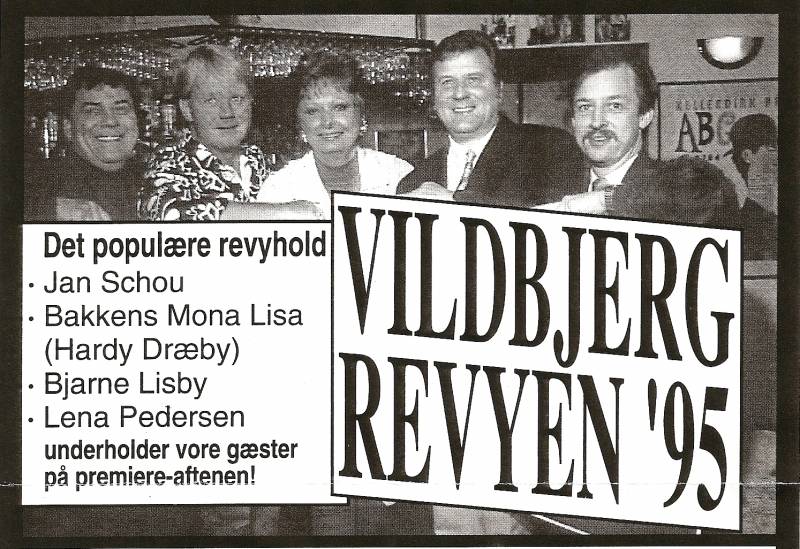 Det populære revyhold
· Jan Schou
· Bakkens Mona Lisa
(Hardy Dræby)
· Bjarne Lisby
· Lena Pedersen
underholder vore gæster
på premiere-aftenen!
VILDBJERG
REVYEN '95